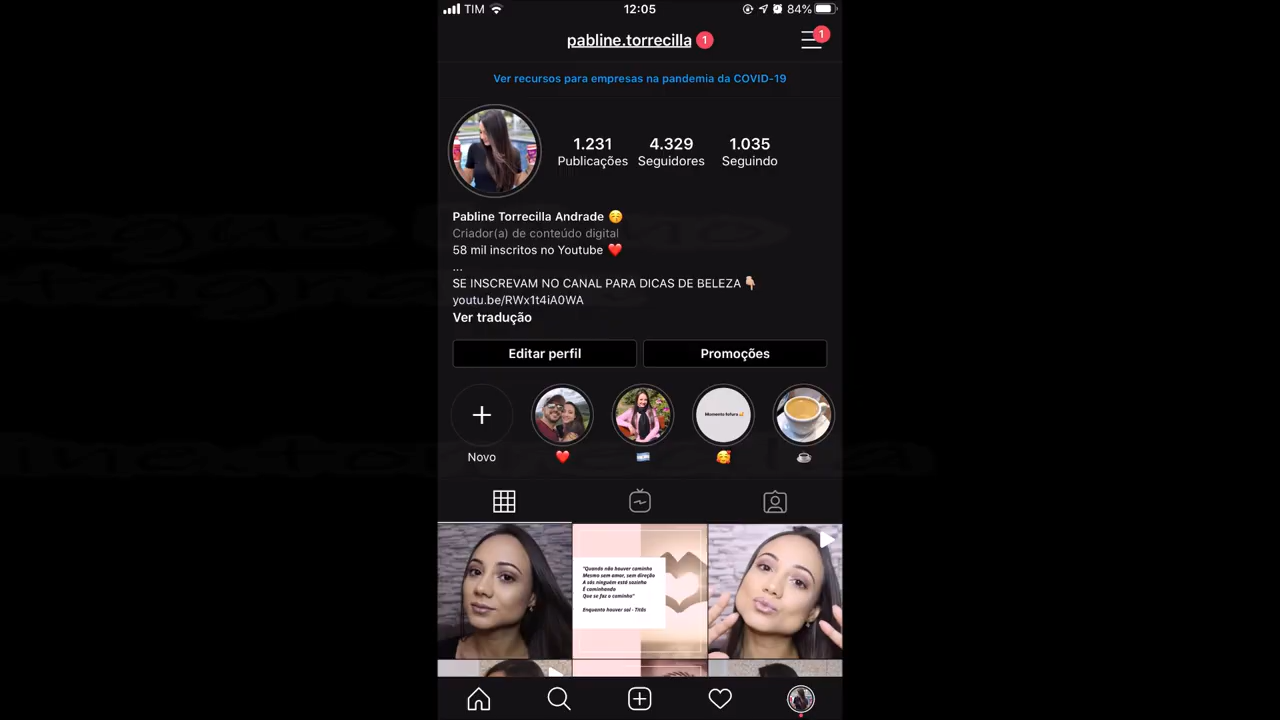 TIM
12:05
84%
pabline.torrecilla 1
1
Ver recursos para empresas na pandemia da COVID-19
1.231 4.329 1.035
Publicações Seguidores Seguindo
Pabline Torrecilla Andrade 😚
Criador(a) de conteúdo digital
58 mil inscritos no Youtube ❤️
...
SE INSCREVAM NO CANAL PARA DICAS DE BELEZA 👇🏼
youtu.be/RWx1t4iA0WA
Ver tradução
Editar perfil Promoções
Momento fofura 🥰
Novo ❤️ 🇦🇷 🥰 ☕
"Quando não houver caminho
Mesmo sem amor, sem direção
A sós ninguém está sozinho
É caminhando
Que se faz o caminho"
Enquanto houver sol - Titãs